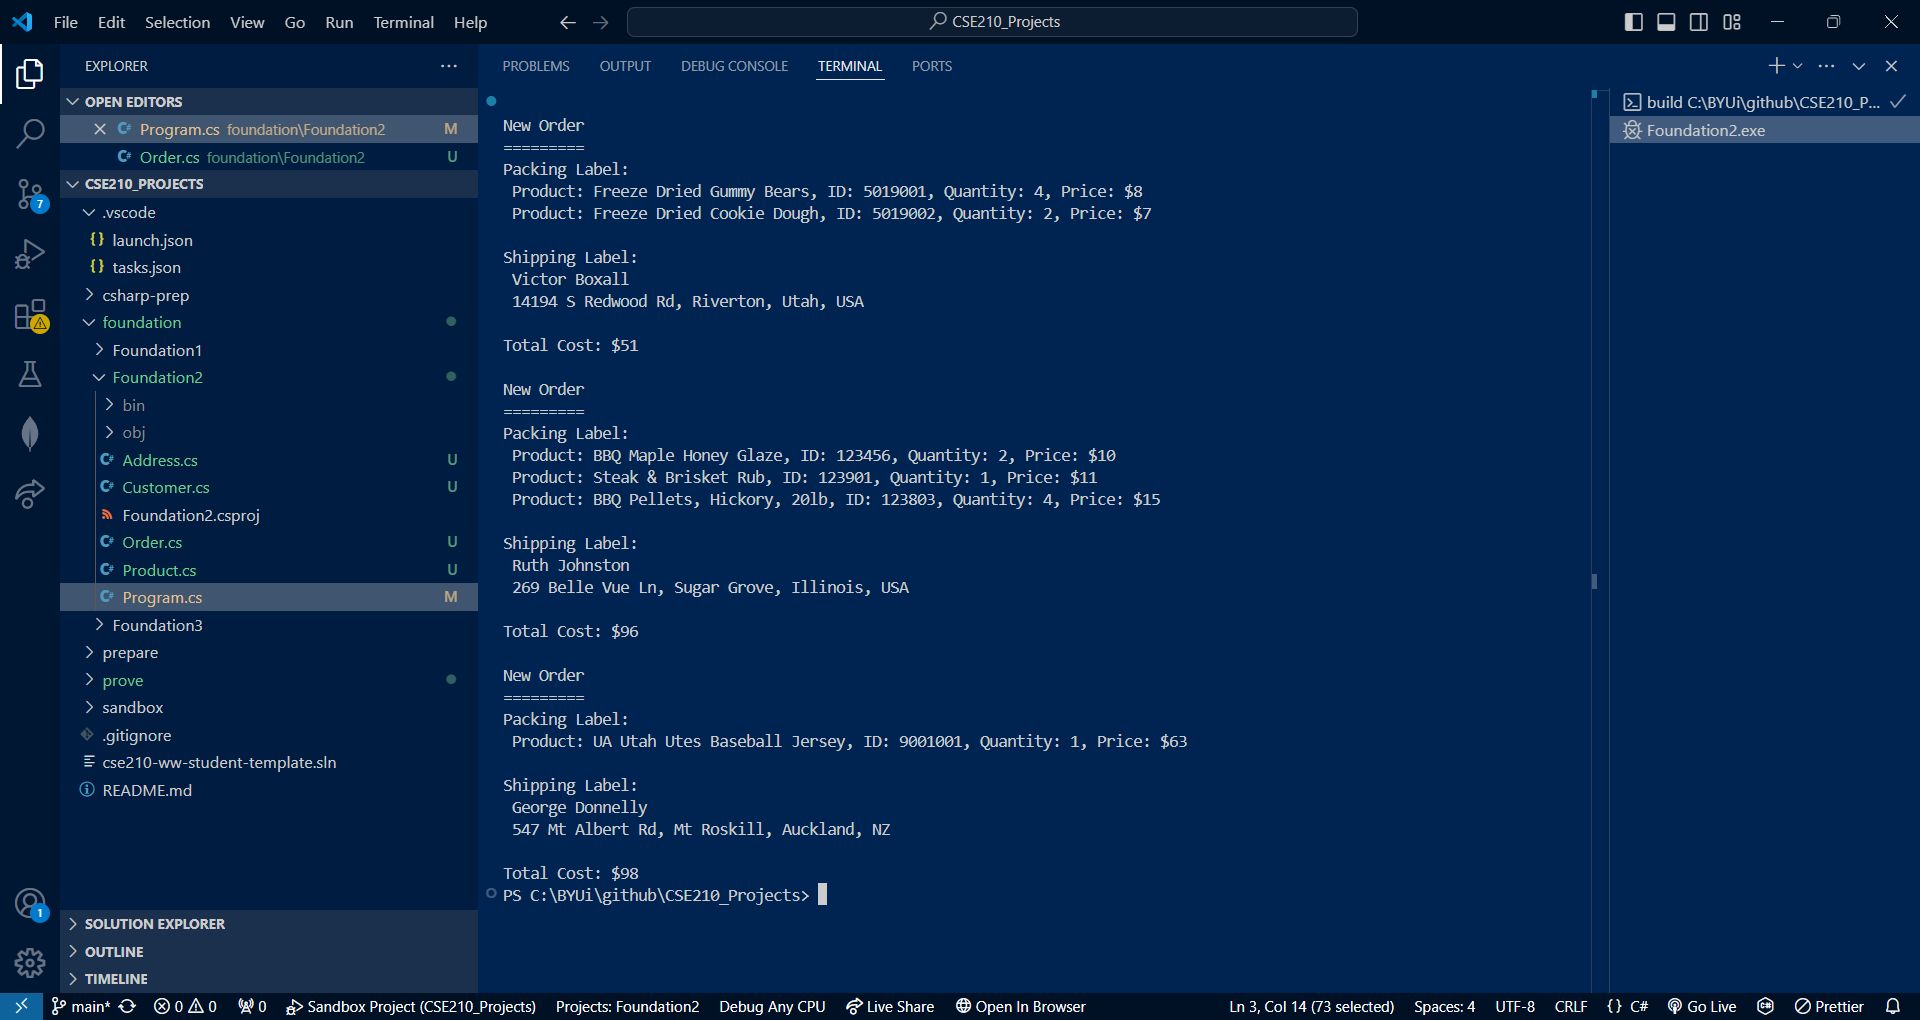 File Edit Selection View Go Run Terminal Help
CSE210_Projects
EXPLORER
OPEN EDITORS
Program.cs foundation\Foundation2 M
Order.cs foundation\Foundation2 U
CSE210_PROJECTS
.vscode
launch.json
tasks.json
csharp-prep
foundation
Foundation1
Foundation2
bin
obj
Address.cs U
Customer.cs U
Foundation2.csproj
Order.cs U
Product.cs U
Program.cs M
Foundation3
prepare
prove
sandbox
.gitignore
cse210-ww-student-template.sln
README.md
SOLUTION EXPLORER
OUTLINE
TIMELINE
7
1
PROBLEMS OUTPUT DEBUG CONSOLE TERMINAL PORTS
New Order
=========
Packing Label:
Product: Freeze Dried Gummy Bears, ID: 5019001, Quantity: 4, Price: $8
Product: Freeze Dried Cookie Dough, ID: 5019002, Quantity: 2, Price: $7
Shipping Label:
Victor Boxall
14194 S Redwood Rd, Riverton, Utah, USA
Total Cost: $51
New Order
=========
Packing Label:
Product: BBQ Maple Honey Glaze, ID: 123456, Quantity: 2, Price: $10
Product: Steak & Brisket Rub, ID: 123901, Quantity: 1, Price: $11
Product: BBQ Pellets, Hickory, 20lb, ID: 123803, Quantity: 4, Price: $15
Shipping Label:
Ruth Johnston
269 Belle Vue Ln, Sugar Grove, Illinois, USA
Total Cost: $96
New Order
=========
Packing Label:
Product: UA Utah Utes Baseball Jersey, ID: 9001001, Quantity: 1, Price: $63
Shipping Label:
George Donnelly
547 Mt Albert Rd, Mt Roskill, Auckland, NZ
Total Cost: $98
PS C:\BYUi\github\CSE210_Projects>
build C:\BYUi\github\CSE210_P...
Foundation2.exe
main* 0 0 0 Sandbox Project (CSE210_Projects) Projects: Foundation2 Debug Any CPU Live Share Open In Browser Ln 3, Col 14 (73 selected) Spaces: 4 UTF-8 CRLF {} C# Go Live Prettier